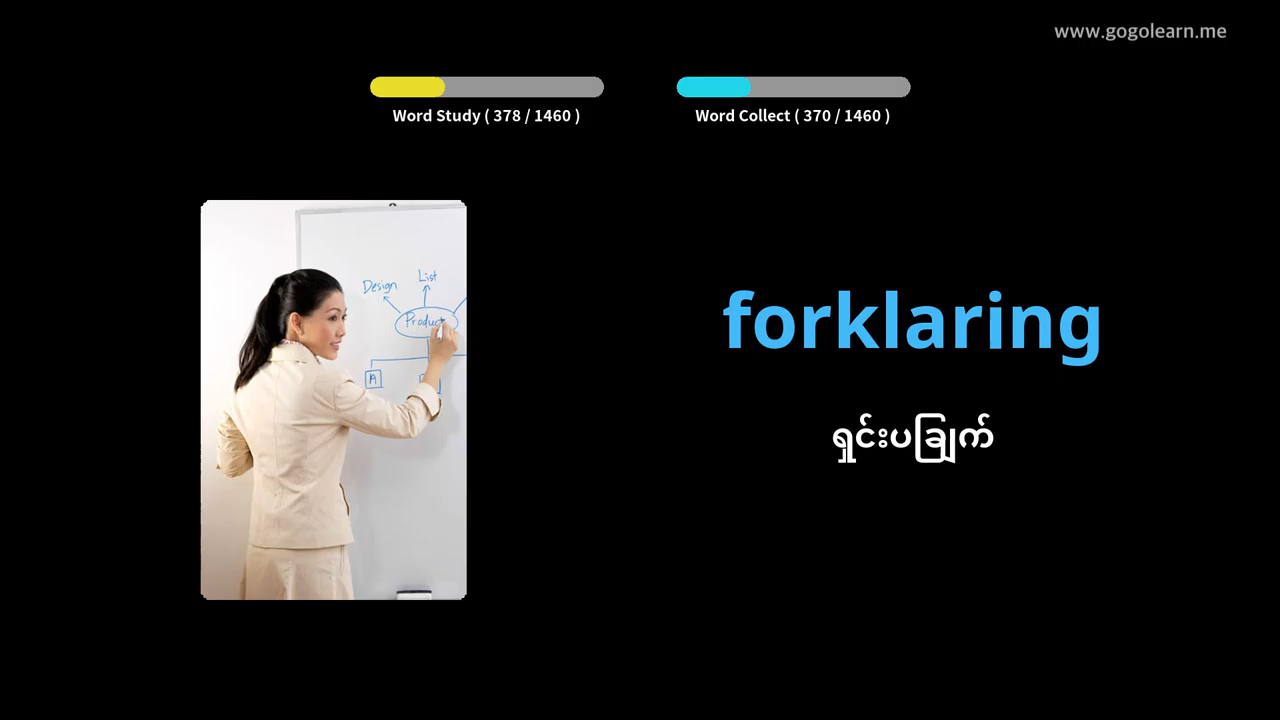 www.gogolearn.me
Word Study ( 378 / 1460 )
Word Collect ( 370 / 1460 )
Design
List
Product
A
forklaring
ရှင်းပခြျက်